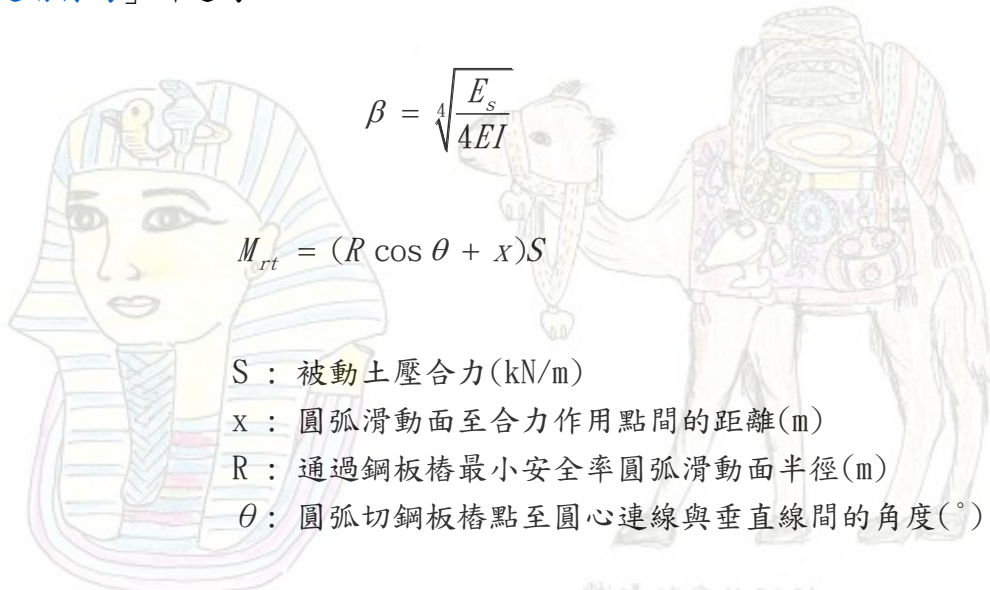 β = ∜(E_s / 4EI)
M_rt = (R cos θ + x)S
S : 被動土壓合力(kN/m)
x : 圓弧滑動面至合力作用點間的距離(m)
R : 通過鋼板樁最小安全率圓弧滑動面半徑(m)
θ : 圓弧切鋼板樁點至圓心連線與垂直線間的角度(°)